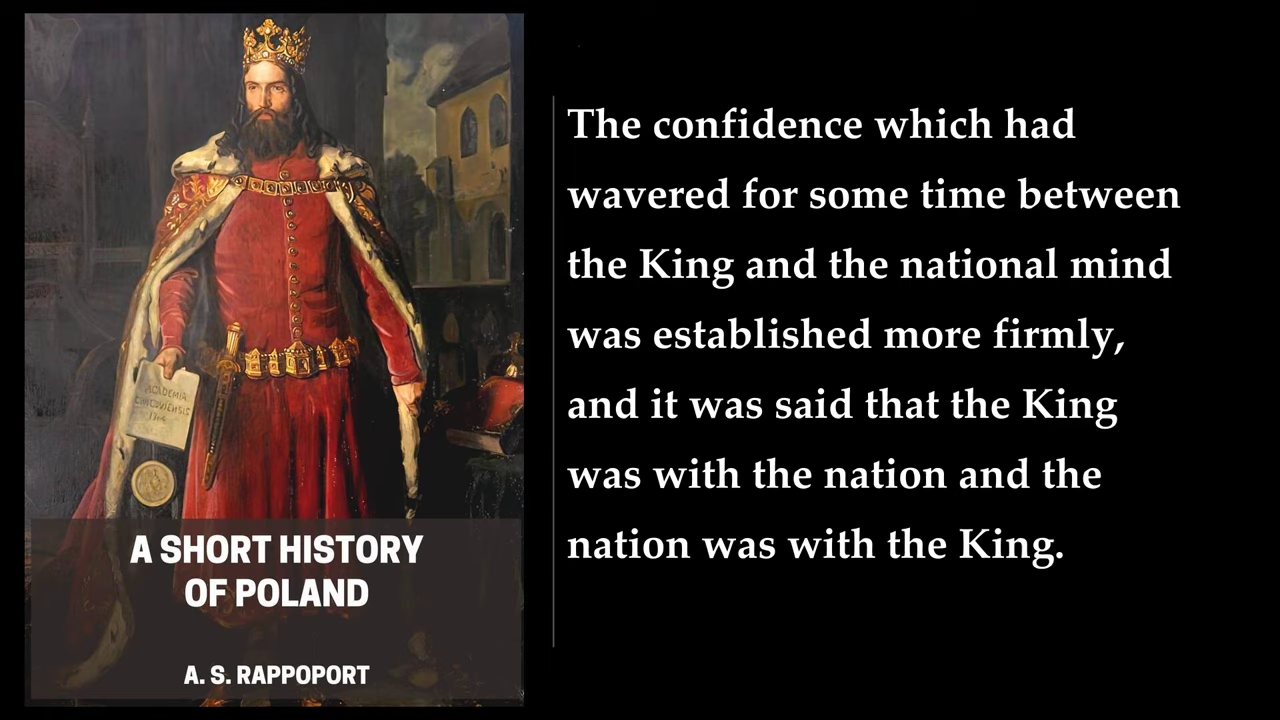 ACADEMIA
A SHORT HISTORY
OF POLAND
A. S. RAPPOPORT
The confidence which had
wavered for some time between
the King and the national mind
was established more firmly,
and it was said that the King
was with the nation and the
nation was with the King.